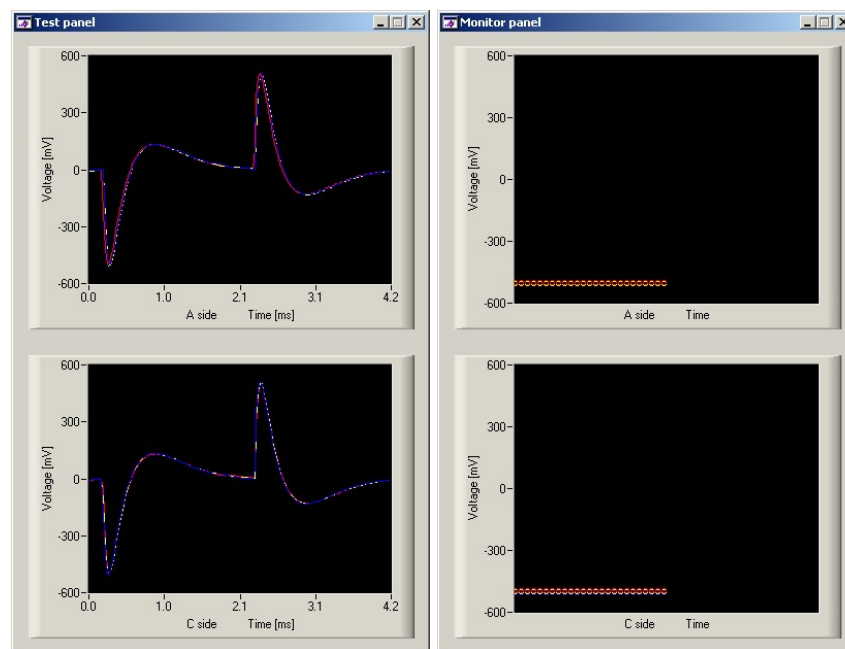 Test panel
600
300
0
-300
-600
Voltage [mV]
0.0 1.0 2.1 3.1 4.2
A side Time [ms]
600
300
0
-300
-600
Voltage [mV]
0.0 1.0 2.1 3.1 4.2
C side Time [ms]
Monitor panel
600
300
0
-300
-600
Voltage [mV]
A side Time
600
300
0
-300
-600
Voltage [mV]
C side Time